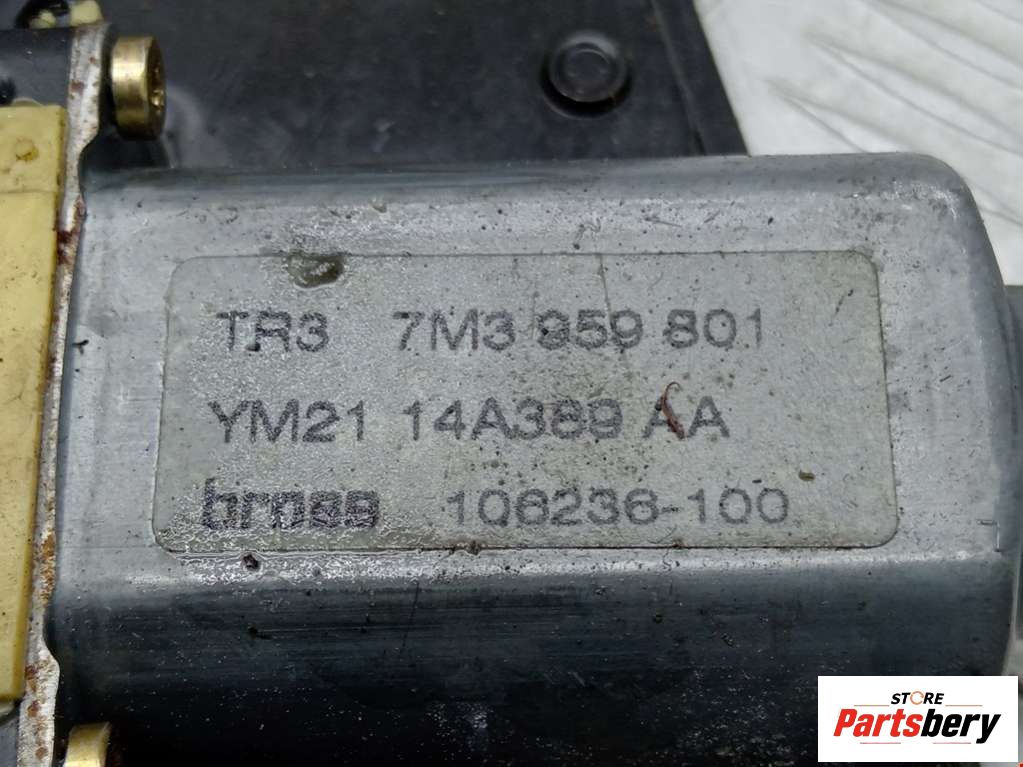 TR3 7M3 959 801
YM21 14A389 AA
brose 106236-100
STORE
Partsbery